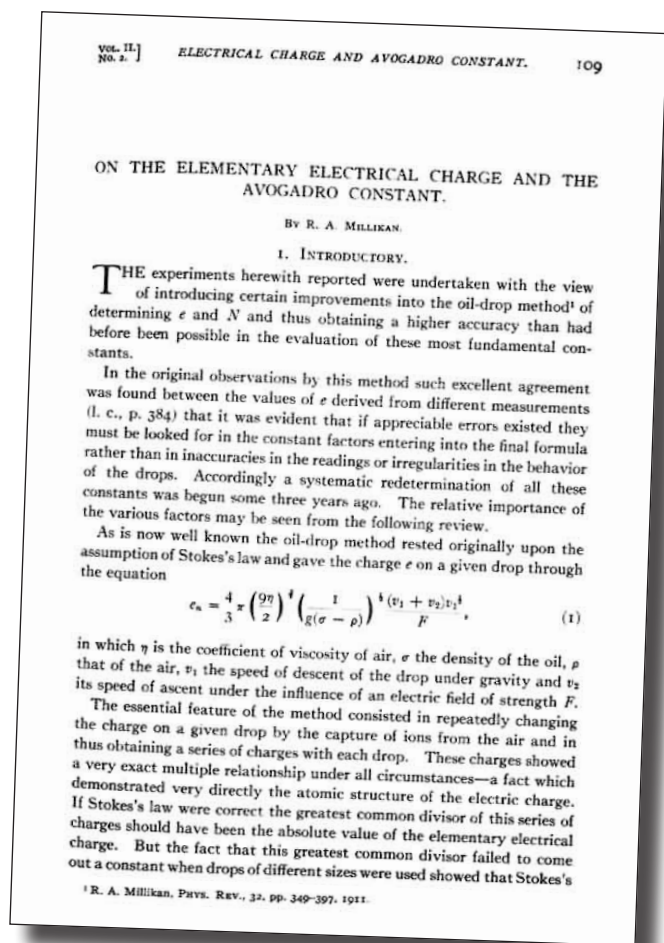 VOL. II.] ELECTRICAL CHARGE AND AVOGADRO CONSTANT. 109
NO. 2.
ON THE ELEMENTARY ELECTRICAL CHARGE AND THE
AVOGADRO CONSTANT.
BY R. A. MILLIKAN.
1. INTRODUCTORY.
THE experiments herewith reported were undertaken with the view
of introducing certain improvements into the oil-drop method¹ of
determining e and N and thus obtaining a higher accuracy than had
before been possible in the evaluation of these most fundamental con-
stants.
In the original observations by this method such excellent agreement
was found between the values of e derived from different measurements
(l. c., p. 384) that it was evident that if appreciable errors existed they
must be looked for in the constant factors entering into the final formula
rather than in inaccuracies in the readings or irregularities in the behavior
of the drops. Accordingly a systematic redetermination of all these
constants was begun some three years ago. The relative importance of
the various factors may be seen from the following review.
As is now well known the oil-drop method rested originally upon the
assumption of Stokes's law and gave the charge e on a given drop through
the equation
eₙ = 4/3 π (9η/2) (1/g(σ − ρ)) (v₁ + v₂)v₁/F, (1)
in which η is the coefficient of viscosity of air, σ the density of the oil, ρ
that of the air, v₁ the speed of descent of the drop under gravity and v₂
its speed of ascent under the influence of an electric field of strength F.
The essential feature of the method consisted in repeatedly changing
the charge on a given drop by the capture of ions from the air and in
thus obtaining a series of charges with each drop. These charges showed
a very exact multiple relationship under all circumstances—a fact which
demonstrated very directly the atomic structure of the electric charge.
If Stokes's law were correct the greatest common divisor of this series of
charges should have been the absolute value of the elementary electrical
charge. But the fact that this greatest common divisor failed to come
out a constant when drops of different sizes were used showed that Stokes's
¹ R. A. Millikan, PHYS. REV., 32, pp. 349-397, 1911.